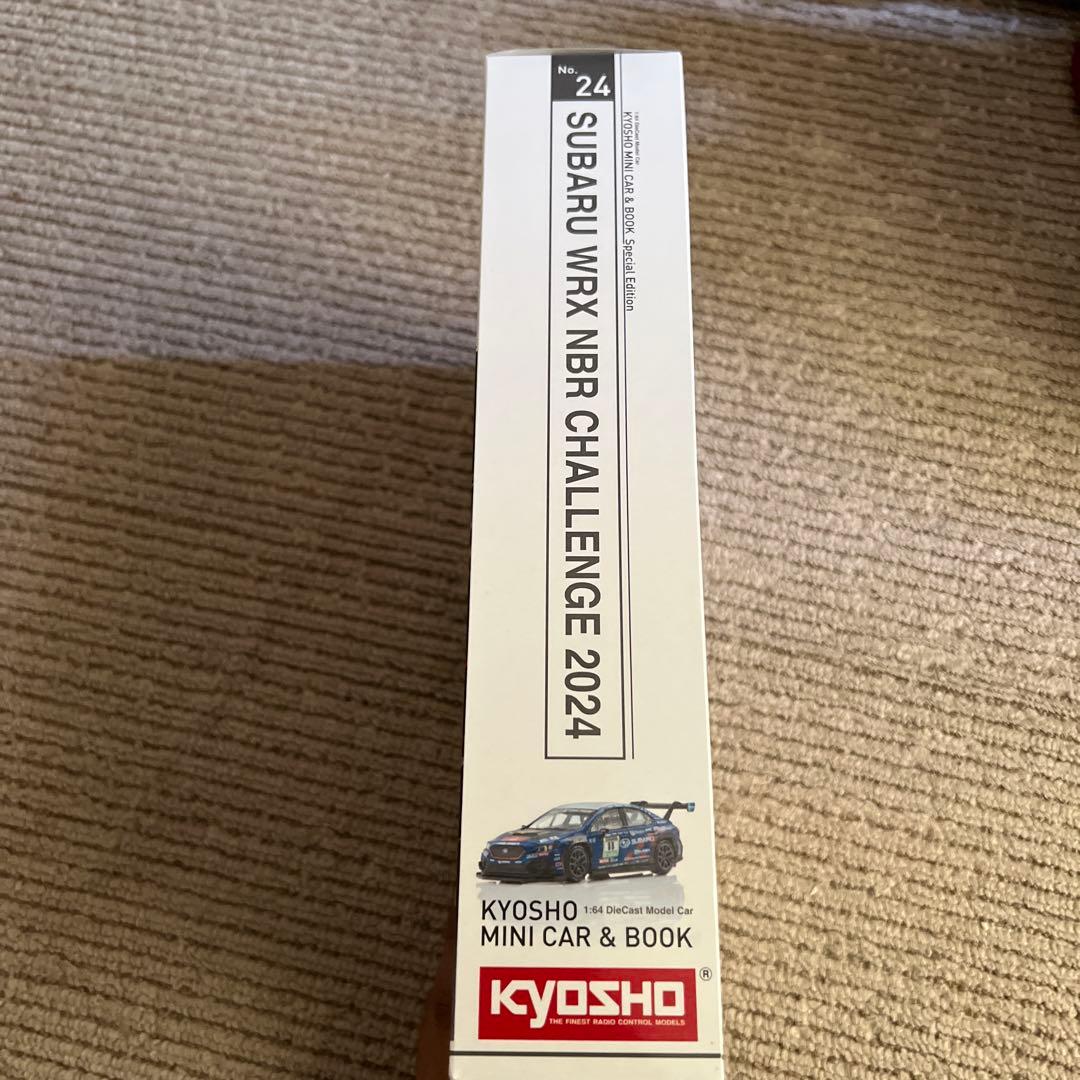 No. 24
1:64 DieCast Model Car
KYOSHO MINI CAR & BOOK Special Edition
SUBARU WRX NBR CHALLENGE 2024
SUBARU
KYOSHO 1:64 DieCast Model Car
MINI CAR & BOOK
KYOSHO ®
THE FINEST RADIO CONTROL MODELS